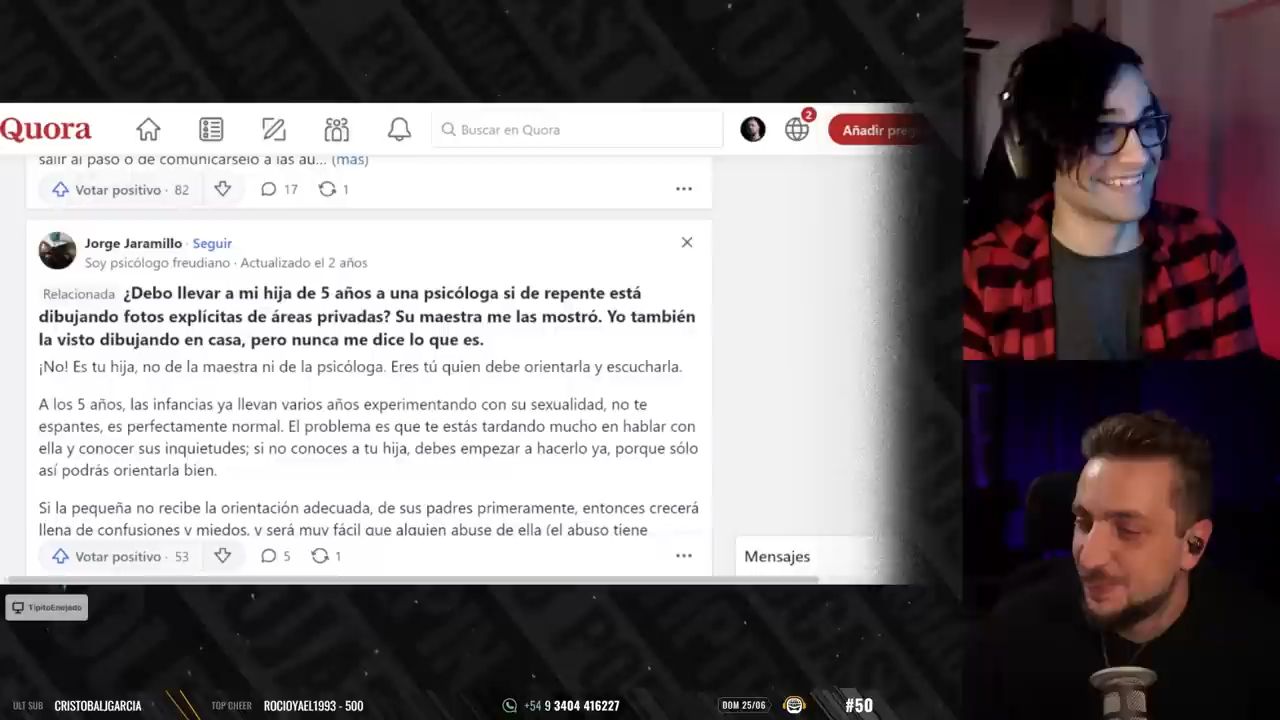 Quora
Buscar en Quora
2
Añadir preg
salir al paso o de comunicárselo a las au... (más)
Votar positivo · 82
17
1
Jorge Jaramillo · Seguir
Soy psicólogo freudiano · Actualizado el 2 años
Relacionada ¿Debo llevar a mi hija de 5 años a una psicóloga si de repente está
dibujando fotos explícitas de áreas privadas? Su maestra me las mostró. Yo también
la visto dibujando en casa, pero nunca me dice lo que es.
¡No! Es tu hija, no de la maestra ni de la psicóloga. Eres tú quien debe orientarla y escucharla.
A los 5 años, las infancias ya llevan varios años experimentando con su sexualidad, no te
espantes, es perfectamente normal. El problema es que te estás tardando mucho en hablar con
ella y conocer sus inquietudes; si no conoces a tu hija, debes empezar a hacerlo ya, porque sólo
así podrás orientarla bien.
Si la pequeña no recibe la orientación adecuada, de sus padres primeramente, entonces crecerá
llena de confusiones y miedos, y será muy fácil que alguien abuse de ella (el abuso tiene
Votar positivo · 53
5
1
Mensajes
TipitoEnojado
ULT SUB CRISTOBALJGARCIA
TOP CHEER ROCIOYAEL1993 - 500
+54 9 3404 416227
DOM 25/06
#50